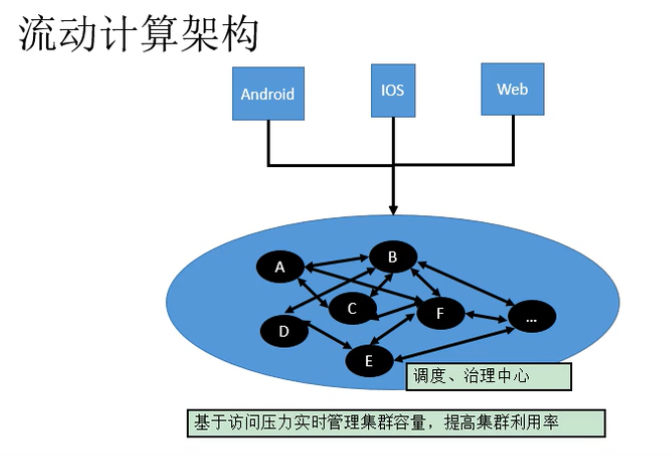 流动计算架构
Android
IOS
Web
A
B
C
F
...
D
E
调度、治理中心
基于访问压力实时管理集群容量，提高集群利用率